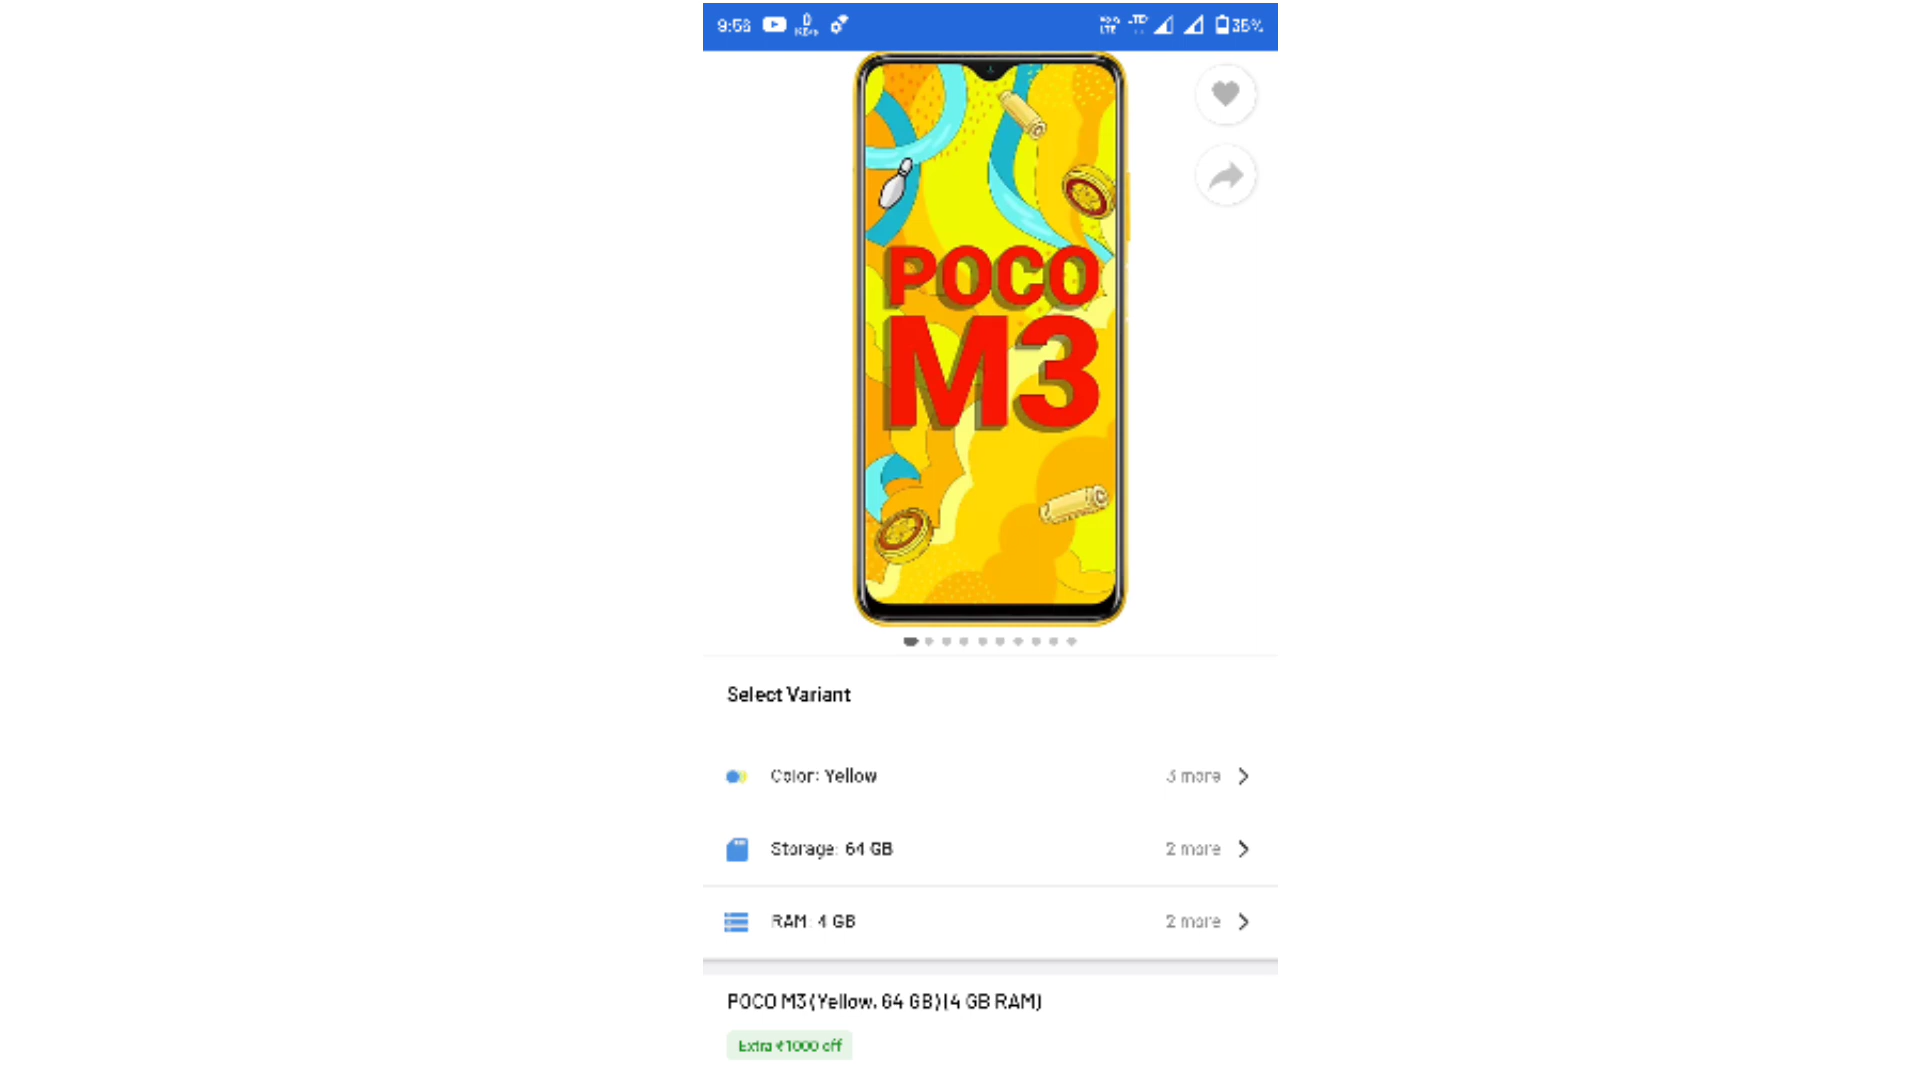 9:56
35%
POCO
M3
Select Variant
Color: Yellow
3 more
Storage: 64 GB
2 more
RAM: 4 GB
2 more
POCO M3 (Yellow, 64 GB) (4 GB RAM)
Extra ₹1000 off